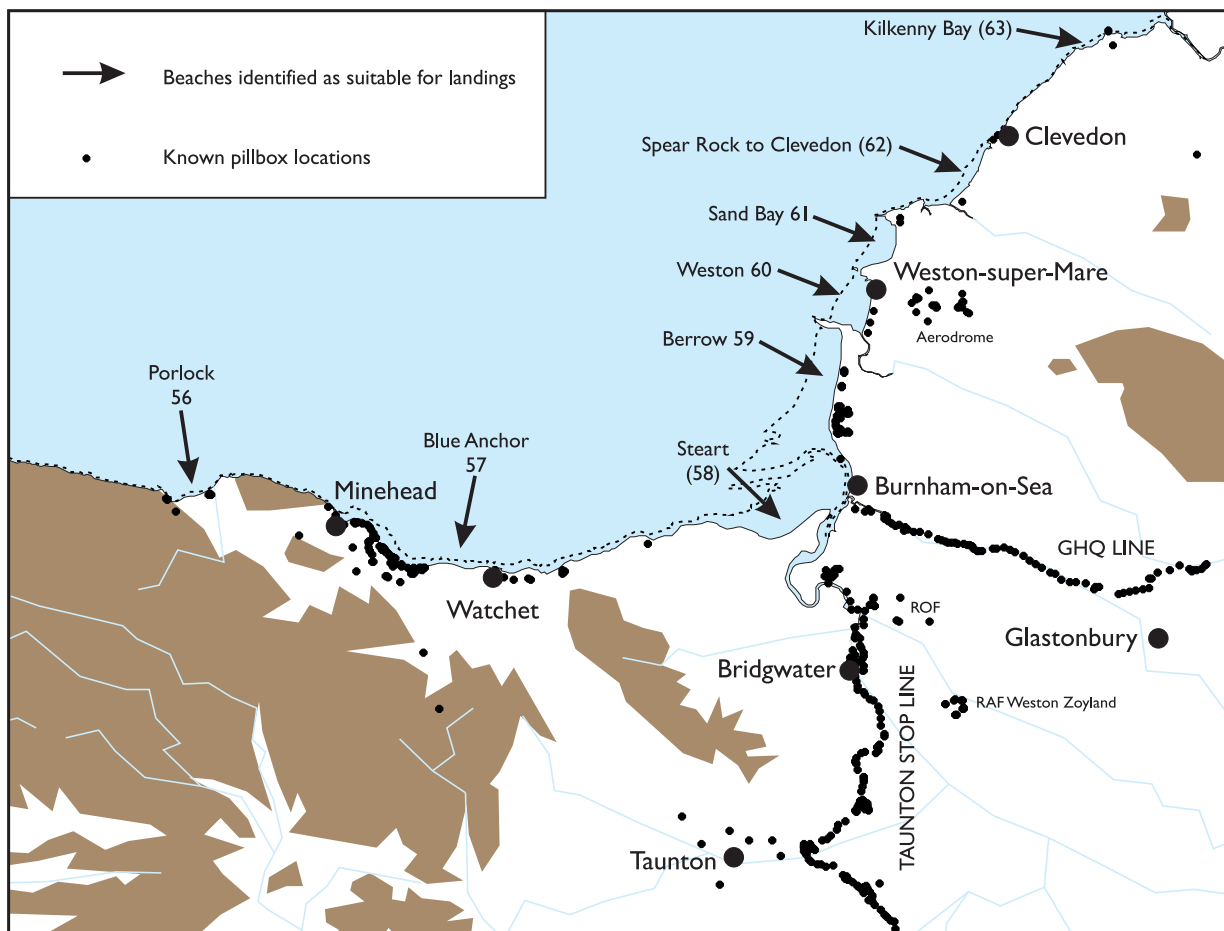 Beaches identified as suitable for landings
Known pillbox locations
Kilkenny Bay (63)
Clevedon
Spear Rock to Clevedon (62)
Sand Bay 61
Weston 60
Weston-super-Mare
Aerodrome
Berrow 59
Porlock
56
Blue Anchor
57
Steart
(58)
Minehead
Burnham-on-Sea
GHQ LINE
Watchet
ROF
Glastonbury
Bridgwater
RAF Weston Zoyland
TAUNTON STOP LINE
Taunton